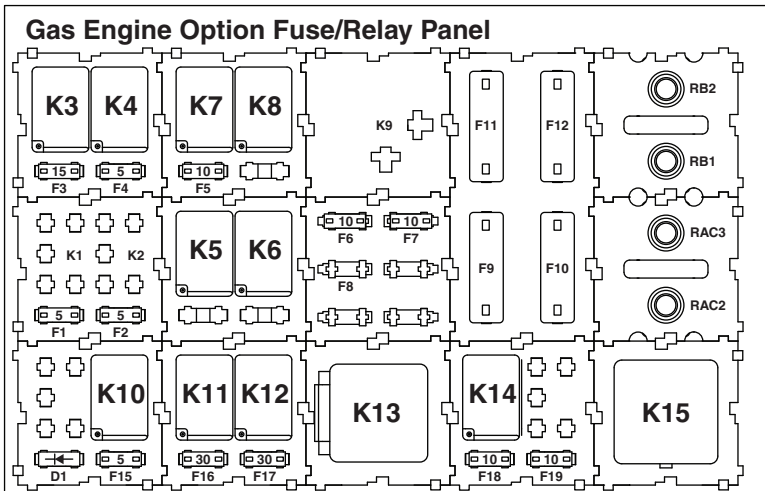 Gas Engine Option Fuse/Relay Panel
K3 K4 K7 K8 K9 F11 F12 RB2
RB1
15 5 10
F3 F4 F5
K1 K2 K5 K6 10 10 RAC3
F6 F7
F8 F9 F10
RAC2
5 5
F1 F2
K10 K11 K12 K13 K14 K15
5 30 30 10 10
D1 F15 F16 F17 F18 F19